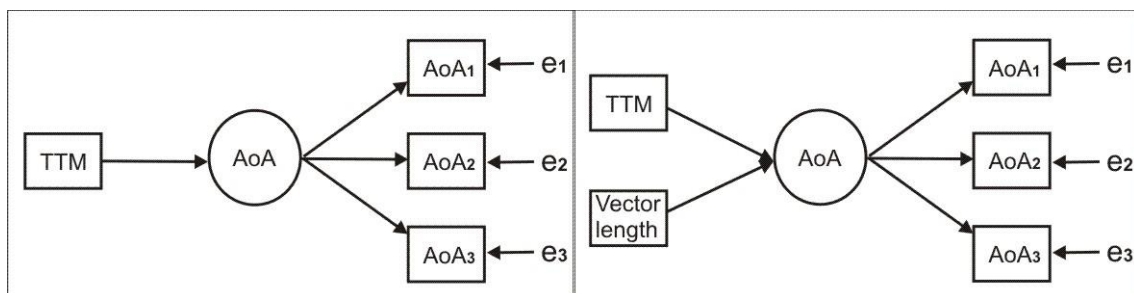 AoA1
e1
TTM
AoA
AoA2
e2
AoA3
e3
AoA1
e1
TTM
AoA
AoA2
e2
Vector
length
AoA3
e3